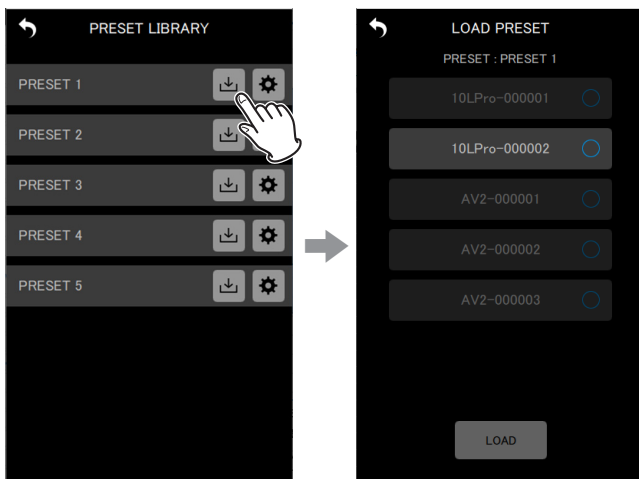 PRESET LIBRARY
PRESET 1
PRESET 2
PRESET 3
PRESET 4
PRESET 5
LOAD PRESET
PRESET : PRESET 1
10LPro-000001
10LPro-000002
AV2-000001
AV2-000002
AV2-000003
LOAD